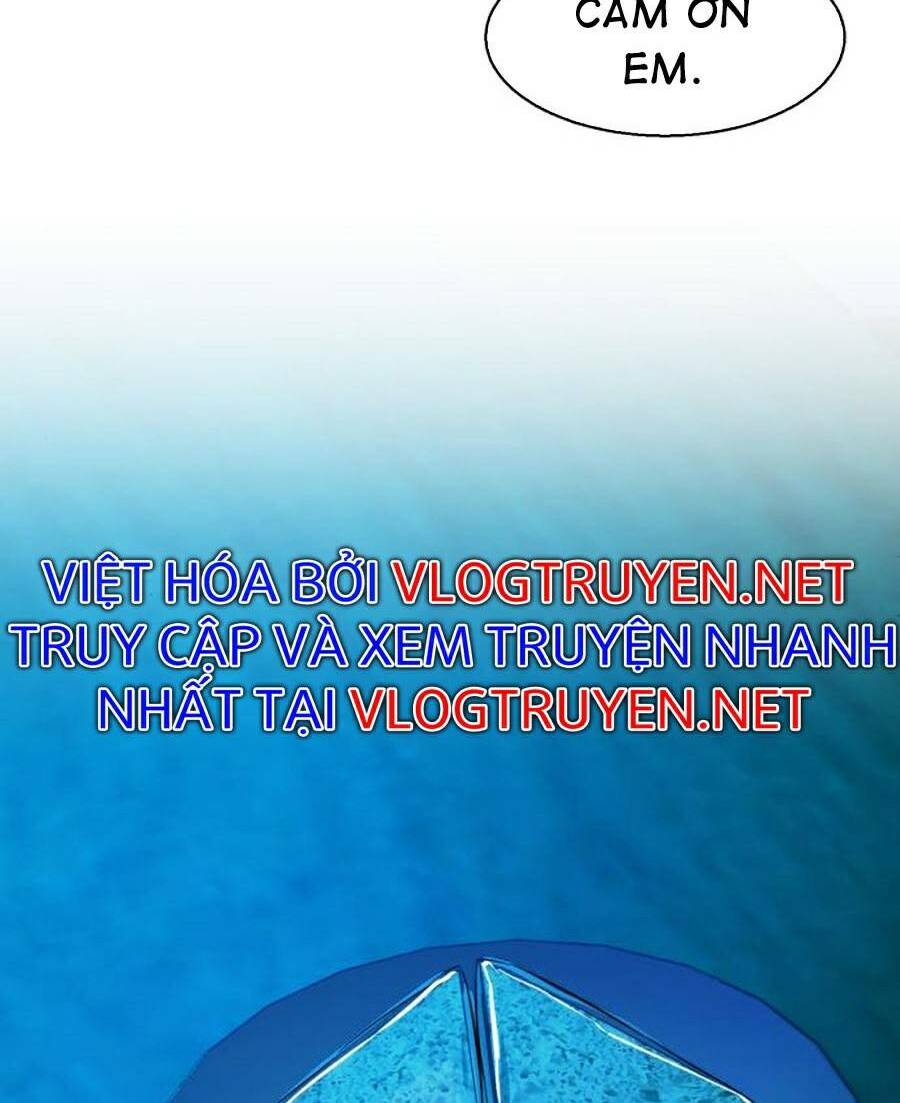 CẢM ƠN
EM.
VIỆT HÓA BỞI VLOGTRUYEN.NET
TRUY CẬP VÀ XEM TRUYỆN NHANH
NHẤT TẠI VLOGTRUYEN.NET